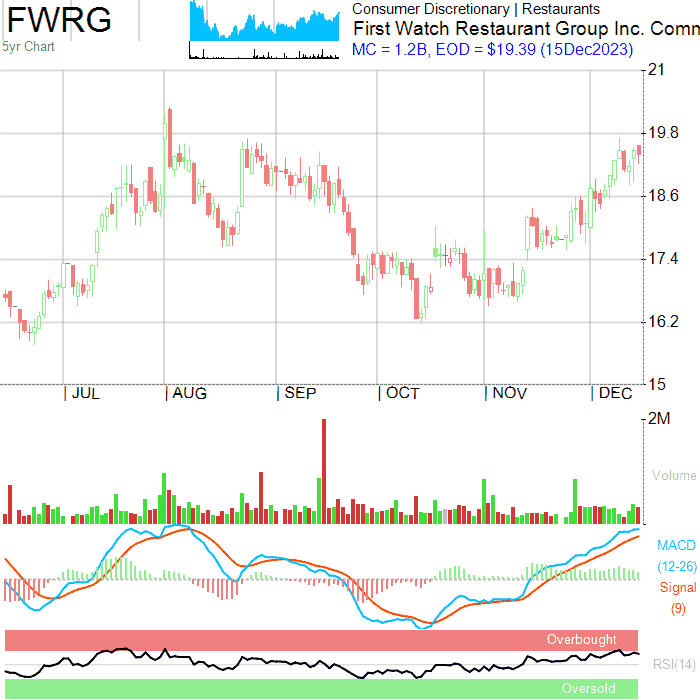 FWRG
5yr Chart
Consumer Discretionary | Restaurants
First Watch Restaurant Group Inc. Comm
MC = 1.2B, EOD = $19.39 (15Dec2023)
21
19.8
18.6
17.4
16.2
15
JUL AUG SEP OCT NOV DEC
2M
Volume
MACD
(12-26)
Signal
(9)
Overbought
RSI(14)
Oversold